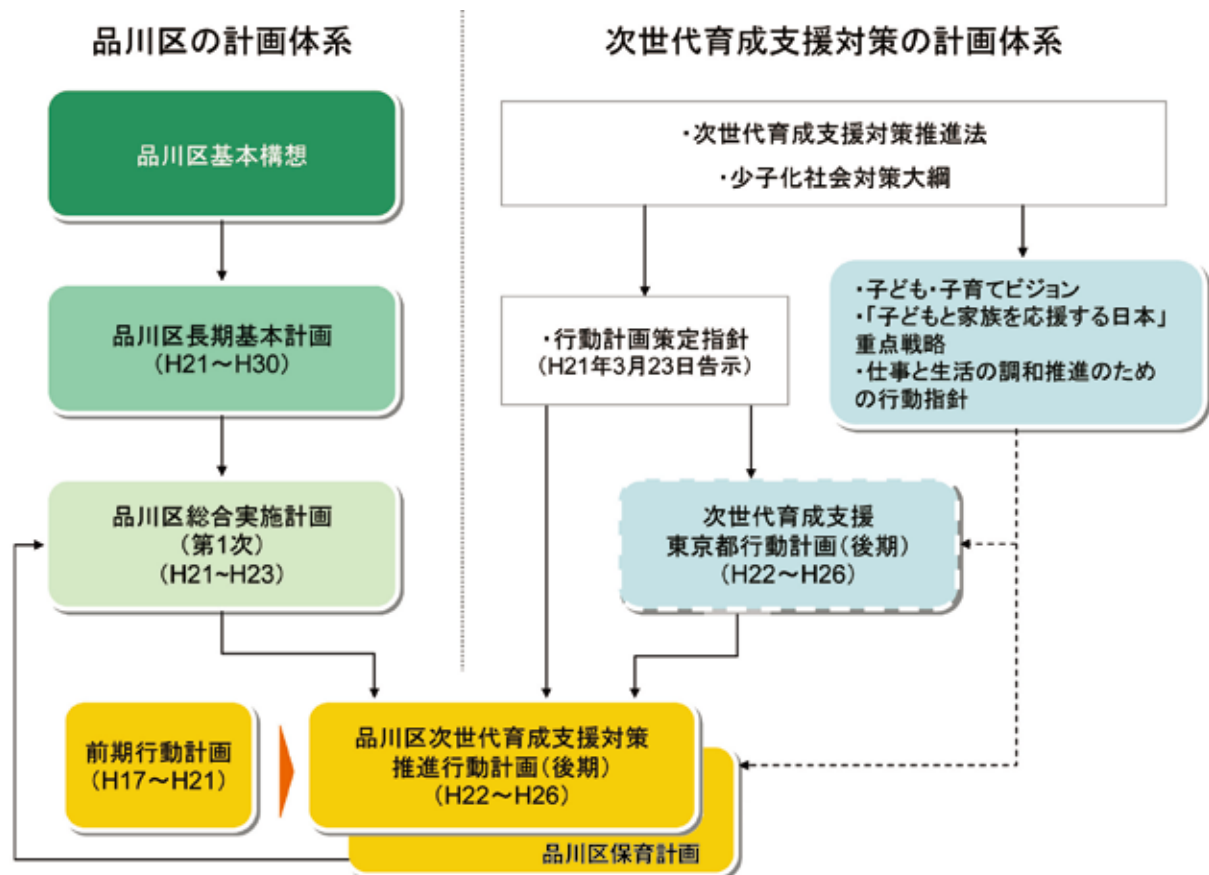 品川区の計画体系
次世代育成支援対策の計画体系
品川区基本構想
品川区長期基本計画
(H21～H30)
品川区総合実施計画
(第1次)
(H21~H23)
・次世代育成支援対策推進法
・少子化社会対策大綱
・行動計画策定指針
(H21年3月23日告示)
・子ども・子育てビジョン
・「子どもと家族を応援する日本」
重点戦略
・仕事と生活の調和推進のため
の行動指針
次世代育成支援
東京都行動計画(後期)
(H22～H26)
前期行動計画
(H17～H21)
品川区次世代育成支援対策
推進行動計画(後期)
(H22～H26)
品川区保育計画